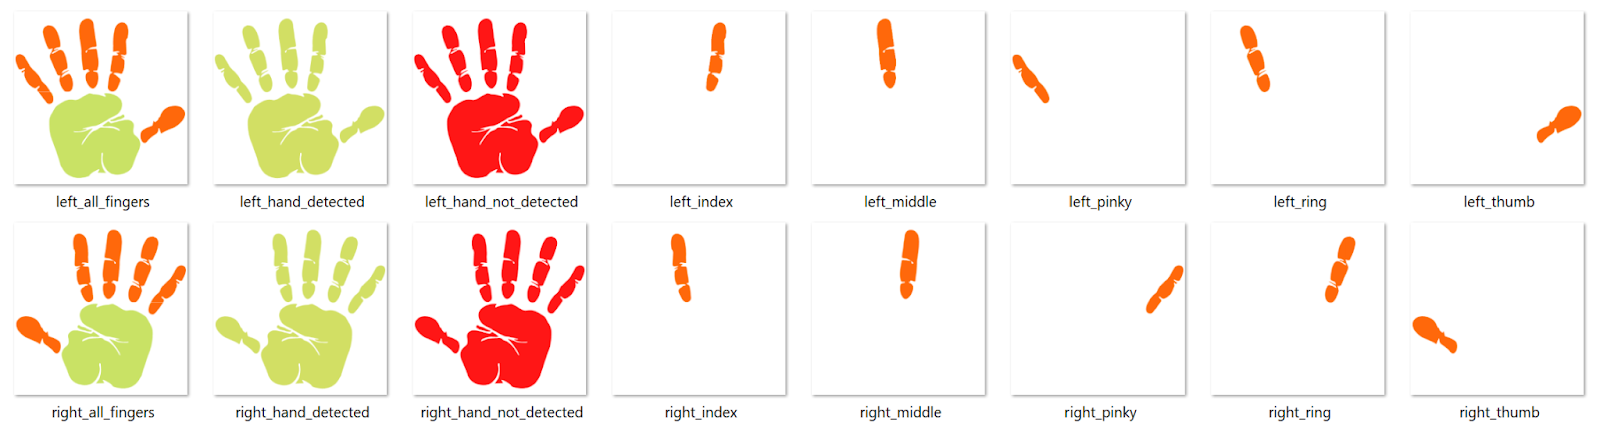 left_all_fingers
left_hand_detected
left_hand_not_detected
left_index
left_middle
left_pinky
left_ring
left_thumb
right_all_fingers
right_hand_detected
right_hand_not_detected
right_index
right_middle
right_pinky
right_ring
right_thumb